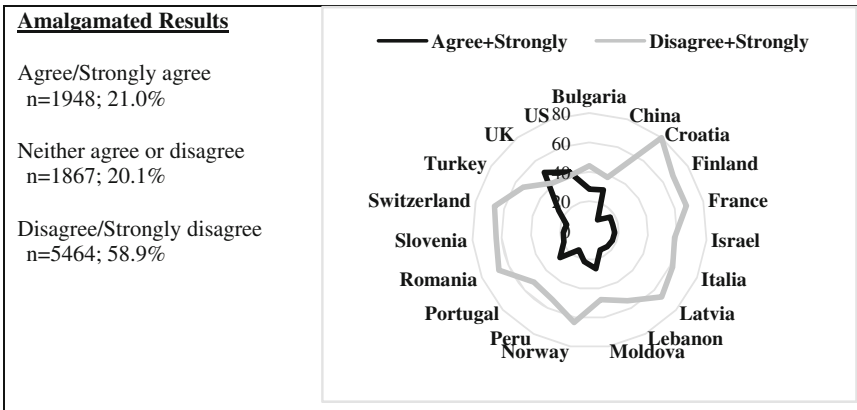 Amalgamated Results
Agree/Strongly agree
n=1948; 21.0%
Neither agree or disagree
n=1867; 20.1%
Disagree/Strongly disagree
n=5464; 58.9%
Agree+Strongly
Disagree+Strongly
Bulgaria
China
Croatia
Finland
France
Israel
Italia
Latvia
Lebanon
Moldova
Norway
Peru
Portugal
Romania
Slovenia
Switzerland
Turkey
UK
US
80
60
40
20
0